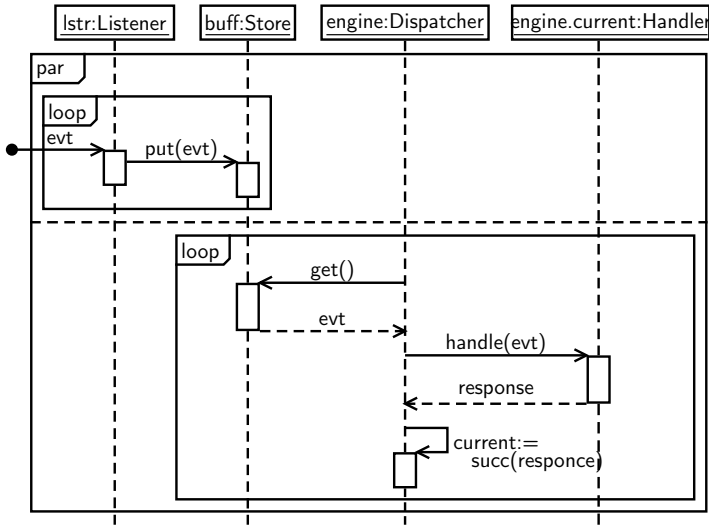 lstr:Listener
buff:Store
engine:Dispatcher
engine.current:Handler
par
loop
evt
put(evt)
loop
get()
evt
handle(evt)
response
current:=
succ(responce)